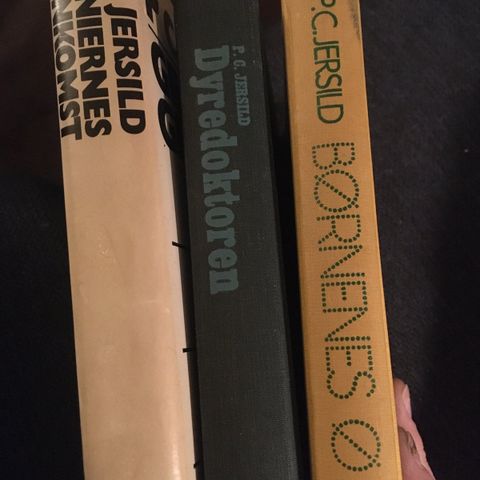 JERSILD
NIERNES
NKOMST
P. C. JERSILD
Dyredoktoren
P.C. JERSILD
BØRNENES Ø